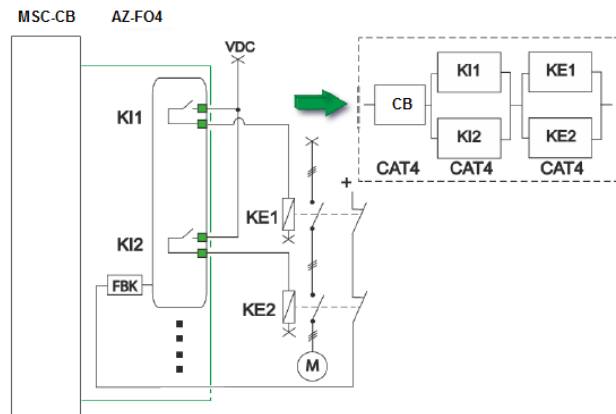 MSC-CB AZ-FO4
VDC
KI1
KI2
FBK
KE1
KE2
+
M
KI1 KE1
CB
KI2 KE2
CAT4 CAT4 CAT4